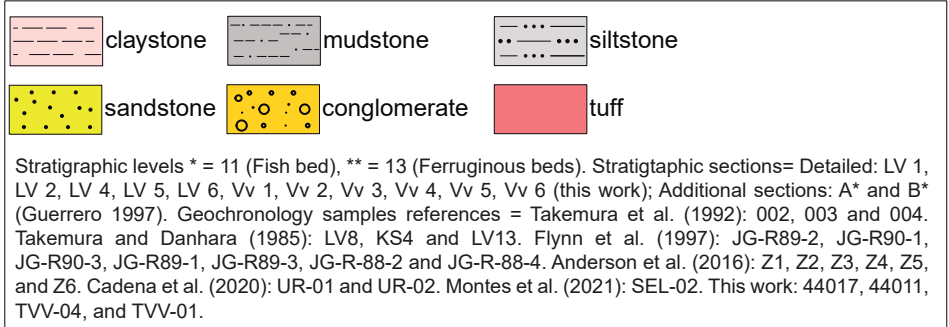 claystone mudstone siltstone
sandstone conglomerate tuff
Stratigraphic levels * = 11 (Fish bed), ** = 13 (Ferruginous beds). Stratigtaphic sections= Detailed: LV 1,
LV 2, LV 4, LV 5, LV 6, Vv 1, Vv 2, Vv 3, Vv 4, Vv 5, Vv 6 (this work); Additional sections: A* and B*
(Guerrero 1997). Geochronology samples references = Takemura et al. (1992): 002, 003 and 004.
Takemura and Danhara (1985): LV8, KS4 and LV13. Flynn et al. (1997): JG-R89-2, JG-R90-1,
JG-R90-3, JG-R89-1, JG-R89-3, JG-R-88-2 and JG-R-88-4. Anderson et al. (2016): Z1, Z2, Z3, Z4, Z5,
and Z6. Cadena et al. (2020): UR-01 and UR-02. Montes et al. (2021): SEL-02. This work: 44017, 44011,
TVV-04, and TVV-01.